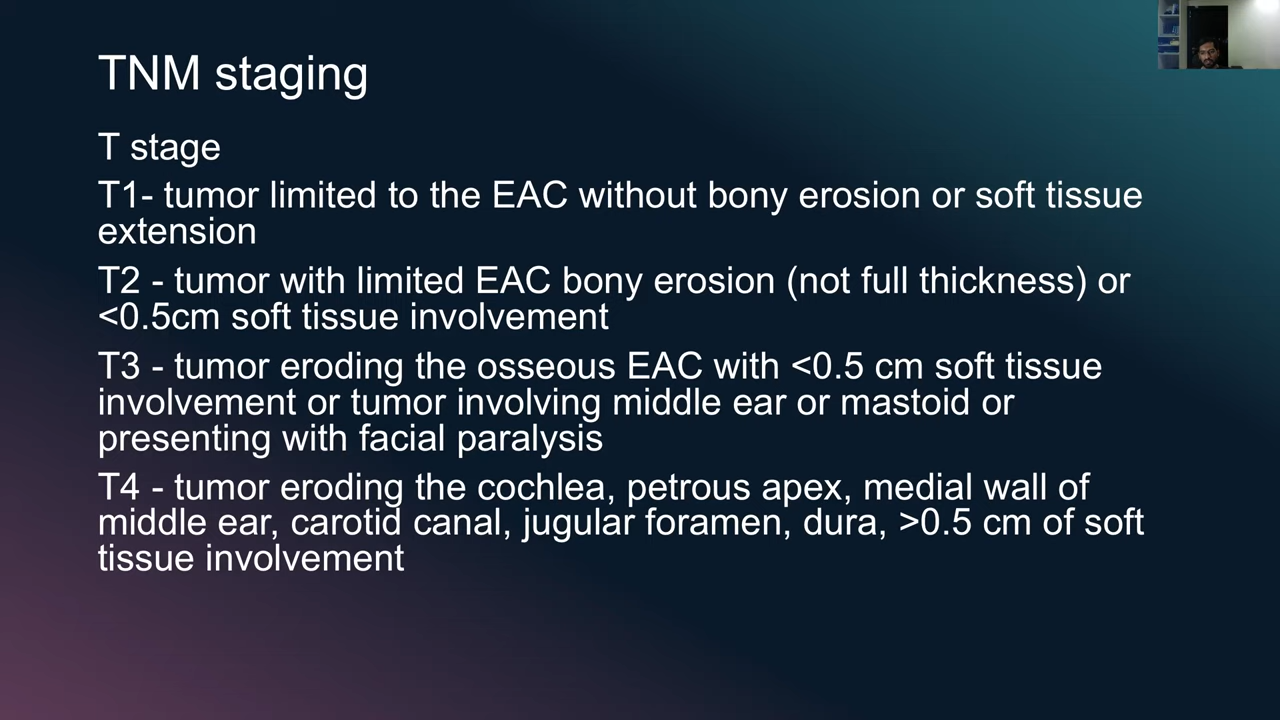 TNM staging
T stage
T1- tumor limited to the EAC without bony erosion or soft tissue
extension
T2 - tumor with limited EAC bony erosion (not full thickness) or
<0.5cm soft tissue involvement
T3 - tumor eroding the osseous EAC with <0.5 cm soft tissue
involvement or tumor involving middle ear or mastoid or
presenting with facial paralysis
T4 - tumor eroding the cochlea, petrous apex, medial wall of
middle ear, carotid canal, jugular foramen, dura, >0.5 cm of soft
tissue involvement